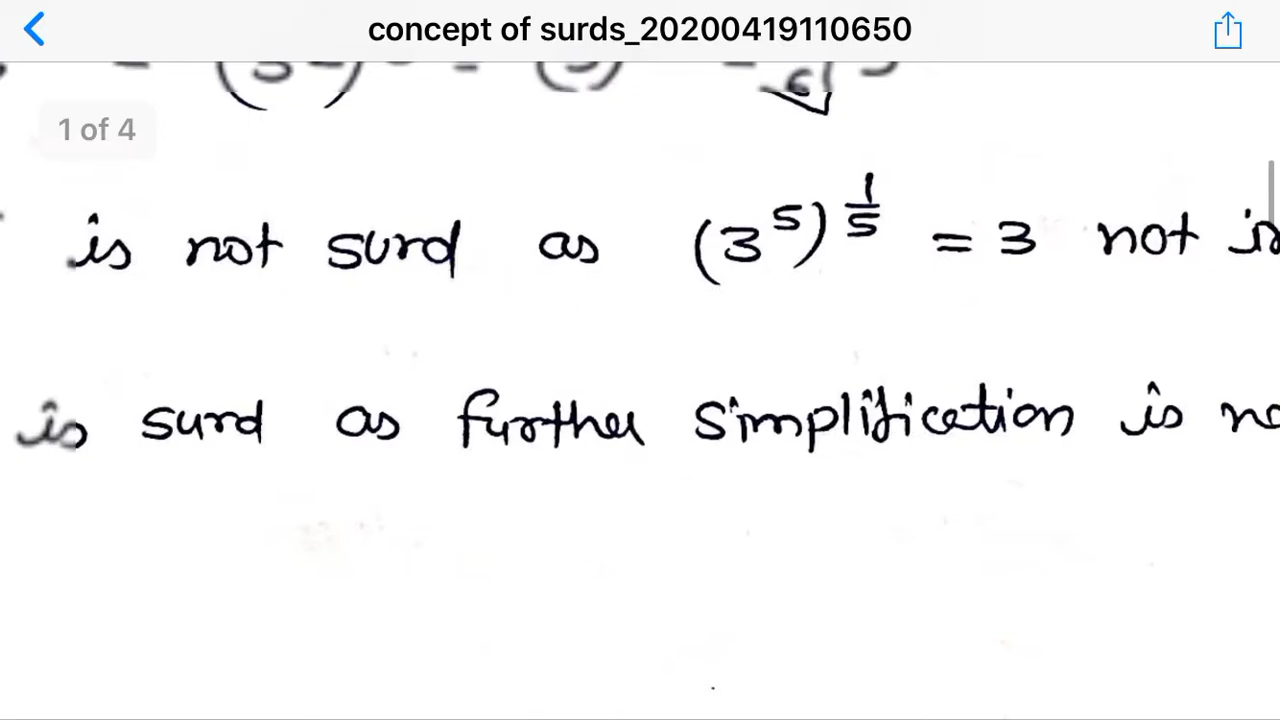 concept of surds_20200419110650
1 of 4
is not surd as (3⁵)^(1/5) = 3 not
is surd as further simplification is